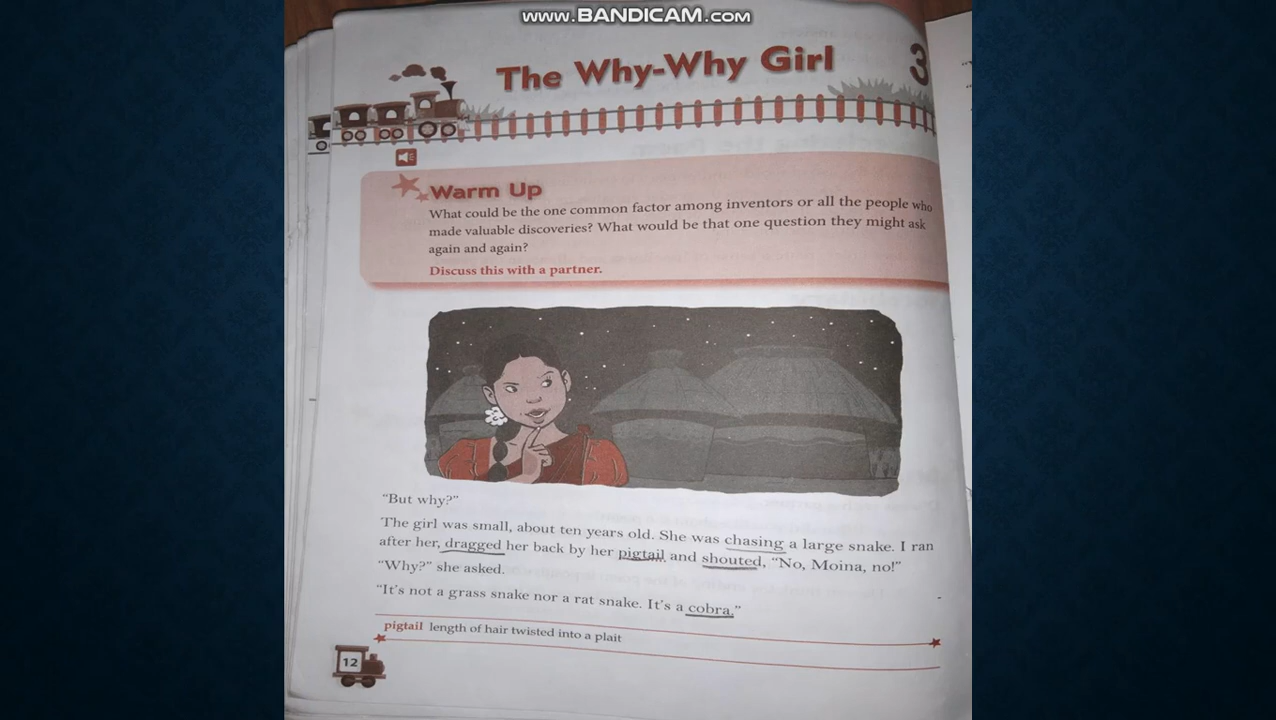 www.BANDICAM.com
The Why-Why Girl
3
Warm Up
What could be the one common factor among inventors or all the people who
made valuable discoveries? What would be that one question they might ask
again and again?
Discuss this with a partner.
“But why?”
The girl was small, about ten years old. She was chasing a large snake. I ran
after her, dragged her back by her pigtail and shouted, “No, Moina, no!”
“Why?” she asked.
“It’s not a grass snake nor a rat snake. It’s a cobra.”
pigtail length of hair twisted into a plait
12